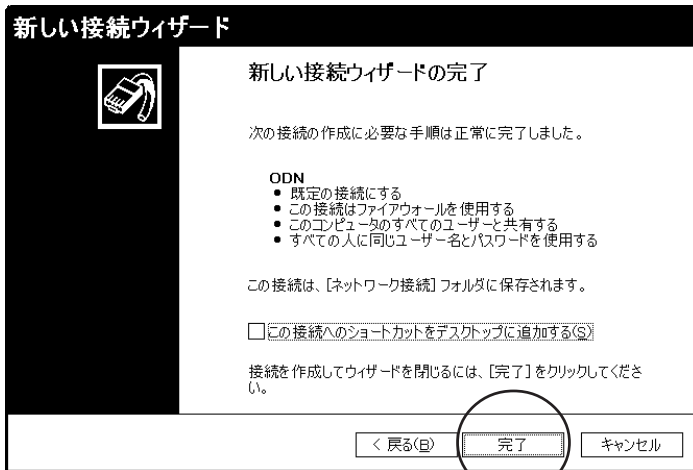 新しい接続ウィザード
新しい接続ウィザードの完了
次の接続の作成に必要な手順は正常に完了しました。
ODN
● 既定の接続にする
● この接続はファイアウォールを使用する
● このコンピュータのすべてのユーザーと共有する
● すべての人に同じユーザー名とパスワードを使用する
この接続は、[ネットワーク接続] フォルダに保存されます。
この接続へのショートカットをデスクトップに追加する(S)
接続を作成してウィザードを閉じるには、[完了] をクリックしてくださ
い。
< 戻る(B) 完了 キャンセル